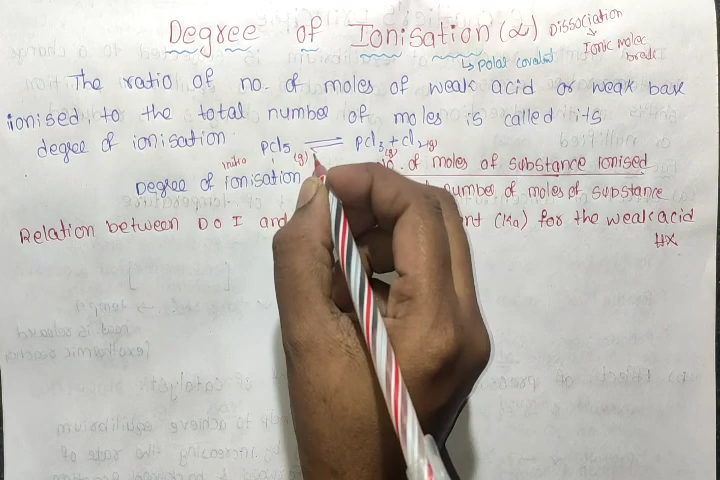 Degree of Ionisation (α) Dissociation
↓
Ionic molec
break
↳ polar covalent
The ratio of no. of moles of weak acid or weak base
ionised to the total number of moles is called its
degree of ionisation
pcl5 (g) ⇌ pcl3 (g) + cl2 (g)
Degree of ionisation no. of moles of substance ionised
number of moles of substance
Relation between D O I and nt (Ka) for the weak acid
HX